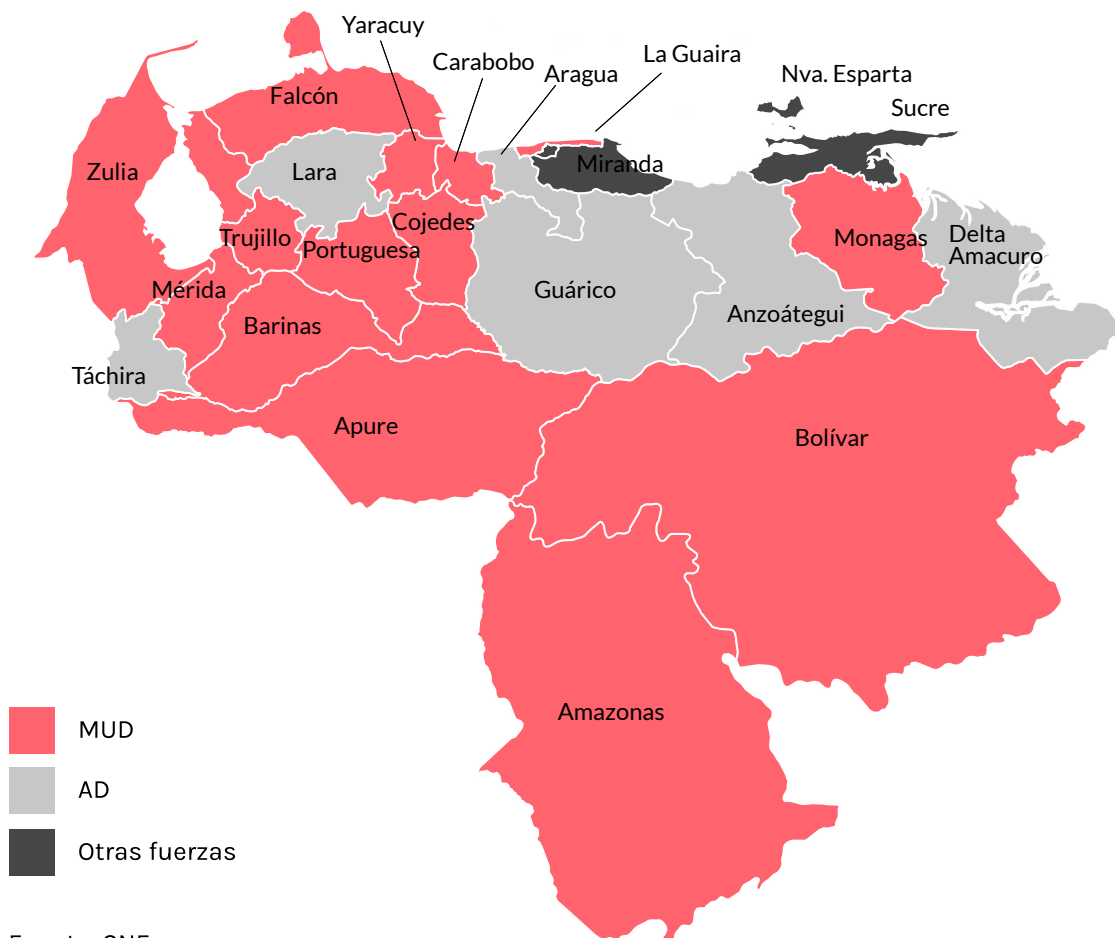 Yaracuy
Carabobo
Aragua
La Guaira
Nva. Esparta
Sucre
Falcón
Zulia
Lara
Miranda
Trujillo
Portuguesa
Cojedes
Monagas
Delta
Amacuro
Mérida
Barinas
Guárico
Anzoátegui
Táchira
Apure
Bolívar
Amazonas
MUD
AD
Otras fuerzas